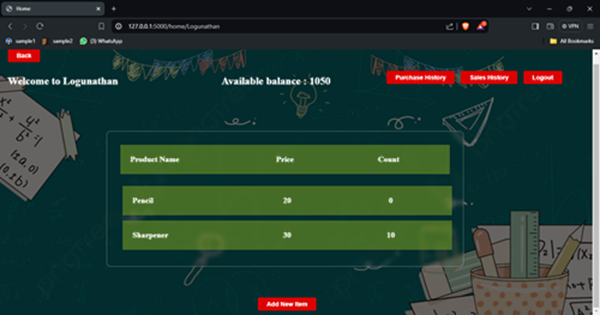 Home
127.0.0.1:5000/home/Logunathan
VPN
sample1 sample2 (3) WhatsApp All Bookmarks
Back
Welcome to Logunathan Available balance : 1050 Purchase History Sales History Logout
Product Name Price Count
Pencil 20 0
Sharpener 30 10
Add New Item